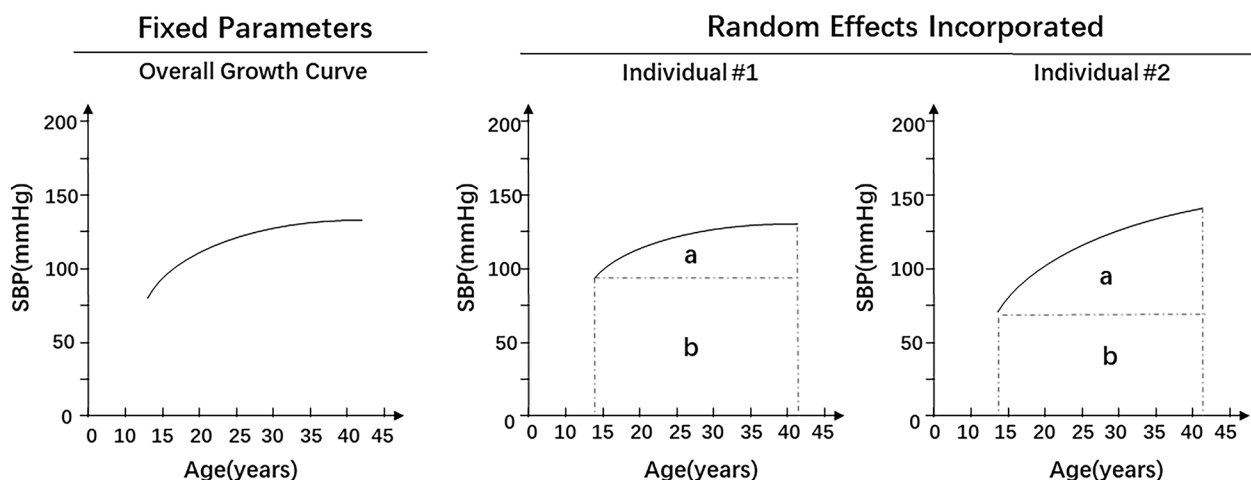 Fixed Parameters
Random Effects Incorporated
Overall Growth Curve
Individual #1
Individual #2
SBP(mmHg)
200
150
100
50
0
0 10 15 20 25 30 35 40 45
Age(years)
SBP(mmHg)
200
150
100
50
0
a
b
0 10 15 20 25 30 35 40 45
Age(years)
SBP(mmHg)
200
150
100
50
0
a
b
0 10 15 20 25 30 35 40 45
Age(years)